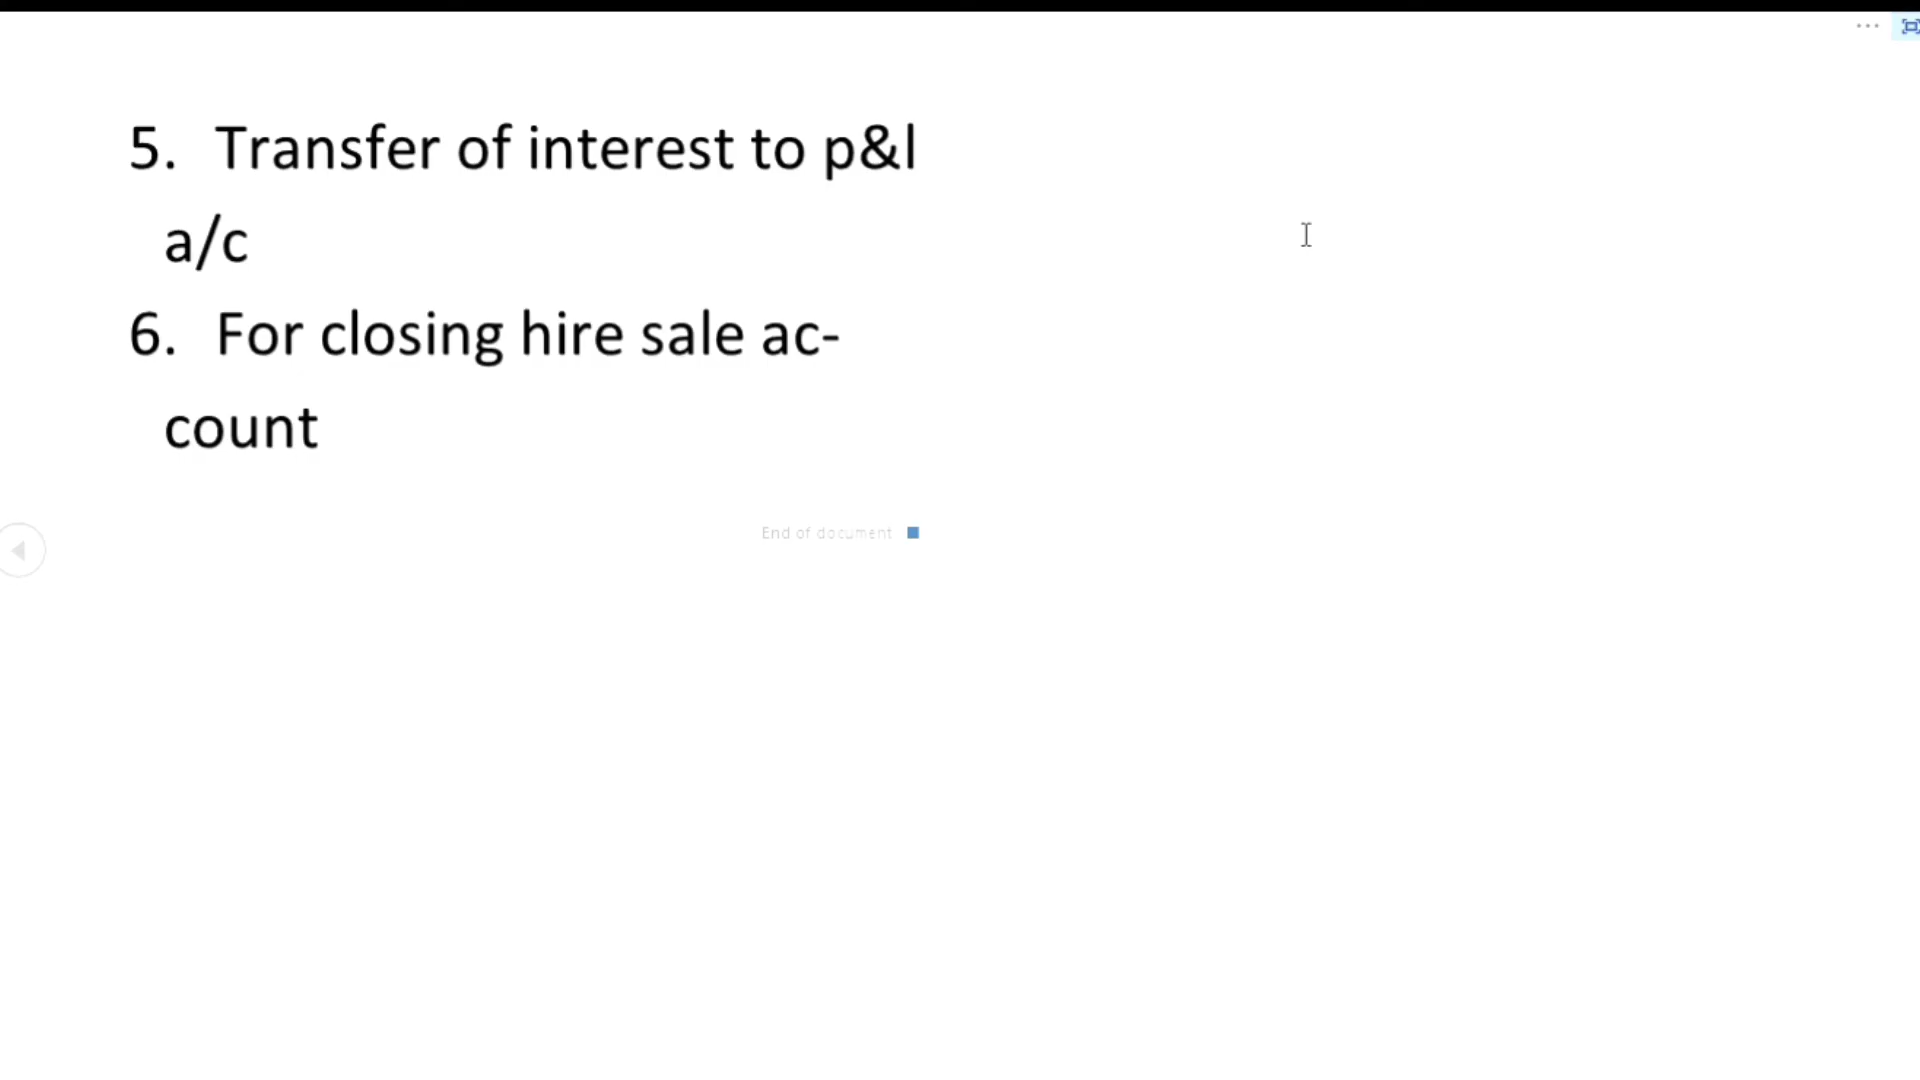 5. Transfer of interest to p&l
a/c
6. For closing hire sale ac-
count
End of document